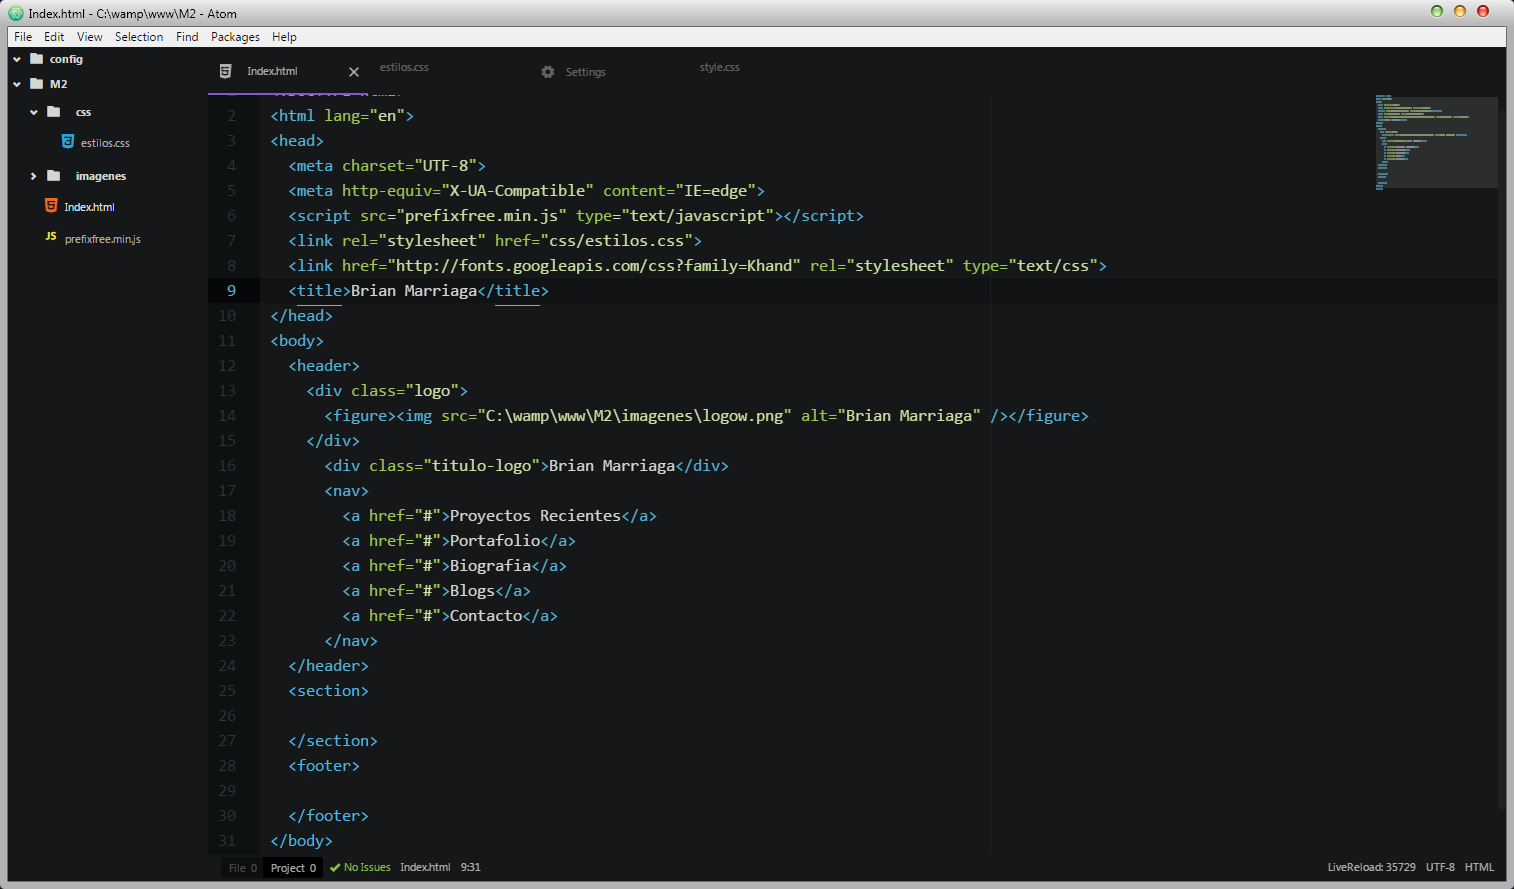 Index.html - C:\wamp\www\M2 - Atom
File Edit View Selection Find Packages Help
config
M2
css
estilos.css
imagenes
Index.html
prefixfree.min.js
Index.html estilos.css Settings style.css
2 <html lang="en">
3 <head>
4 <meta charset="UTF-8">
5 <meta http-equiv="X-UA-Compatible" content="IE=edge">
6 <script src="prefixfree.min.js" type="text/javascript"></script>
7 <link rel="stylesheet" href="css/estilos.css">
8 <link href="http://fonts.googleapis.com/css?family=Khand" rel="stylesheet" type="text/css">
9 <title>Brian Marriaga</title>
10 </head>
11 <body>
12 <header>
13 <div class="logo">
14 <figure><img src="C:\wamp\www\M2\imagenes\logow.png" alt="Brian Marriaga" /></figure>
15 </div>
16 <div class="titulo-logo">Brian Marriaga</div>
17 <nav>
18 <a href="#">Proyectos Recientes</a>
19 <a href="#">Portafolio</a>
20 <a href="#">Biografia</a>
21 <a href="#">Blogs</a>
22 <a href="#">Contacto</a>
23 </nav>
24 </header>
25 <section>
26
27 </section>
28 <footer>
29
30 </footer>
31 </body>
File 0 Project 0 No Issues Index.html 9:31 LiveReload: 35729 UTF-8 HTML